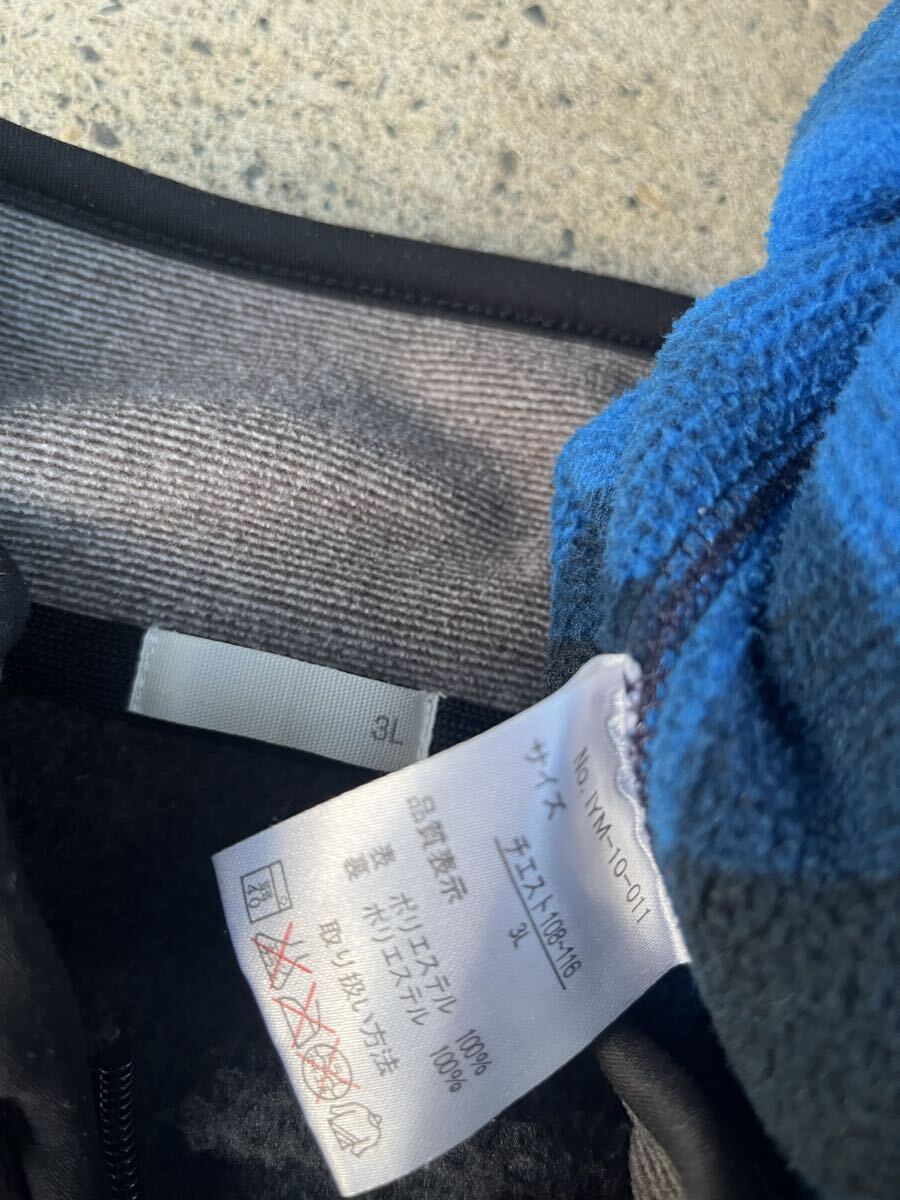 3L
No. IYM-10-011
サイズ
チエスト108~116
3L
品質表示
表 ポリエステル 100%
裏 ポリエステル 100%
取り扱い方法
弱
40